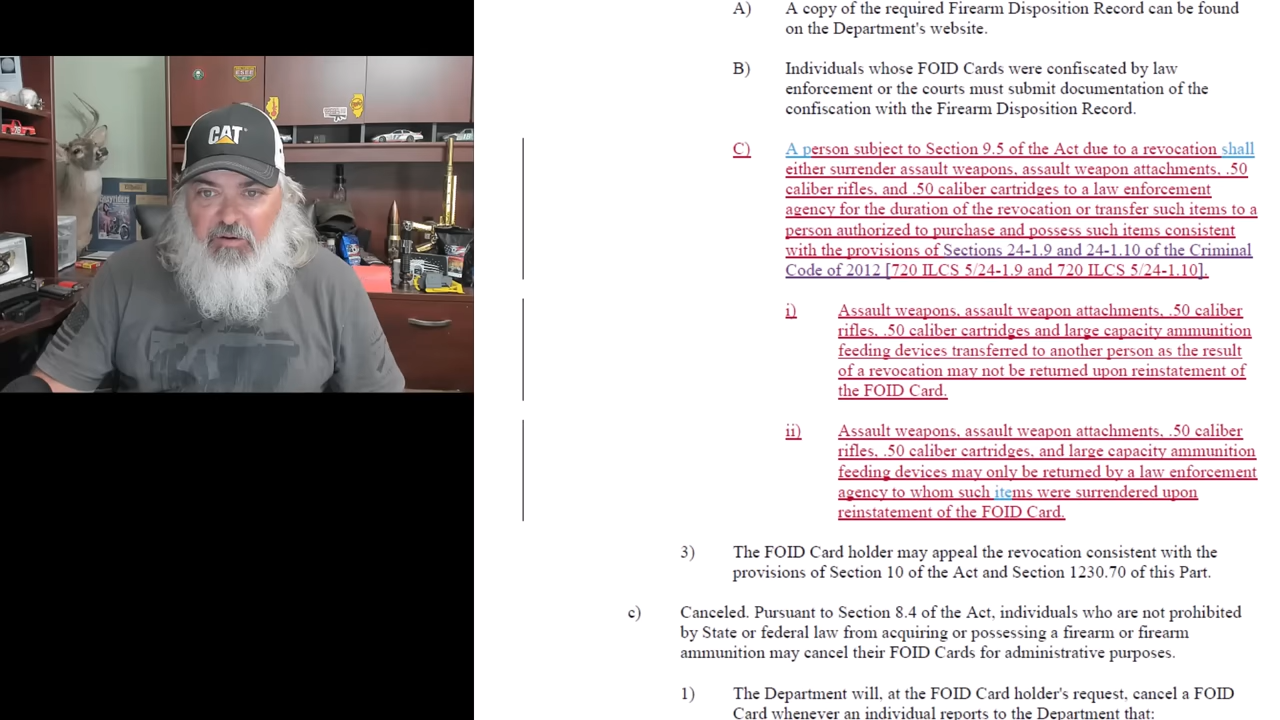 CAT
A) A copy of the required Firearm Disposition Record can be found
on the Department's website.
B) Individuals whose FOID Cards were confiscated by law
enforcement or the courts must submit documentation of the
confiscation with the Firearm Disposition Record.
C) A person subject to Section 9.5 of the Act due to a revocation shall
either surrender assault weapons, assault weapon attachments, .50
caliber rifles, and .50 caliber cartridges to a law enforcement
agency for the duration of the revocation or transfer such items to a
person authorized to purchase and possess such items consistent
with the provisions of Sections 24-1.9 and 24-1.10 of the Criminal
Code of 2012 [720 ILCS 5/24-1.9 and 720 ILCS 5/24-1.10].
i) Assault weapons, assault weapon attachments, .50 caliber
rifles, .50 caliber cartridges and large capacity ammunition
feeding devices transferred to another person as the result
of a revocation may not be returned upon reinstatement of
the FOID Card.
ii) Assault weapons, assault weapon attachments, .50 caliber
rifles, .50 caliber cartridges, and large capacity ammunition
feeding devices may only be returned by a law enforcement
agency to whom such items were surrendered upon
reinstatement of the FOID Card.
3) The FOID Card holder may appeal the revocation consistent with the
provisions of Section 10 of the Act and Section 1230.70 of this Part.
c) Canceled. Pursuant to Section 8.4 of the Act, individuals who are not prohibited
by State or federal law from acquiring or possessing a firearm or firearm
ammunition may cancel their FOID Cards for administrative purposes.
1) The Department will, at the FOID Card holder's request, cancel a FOID
Card whenever an individual reports to the Department that: